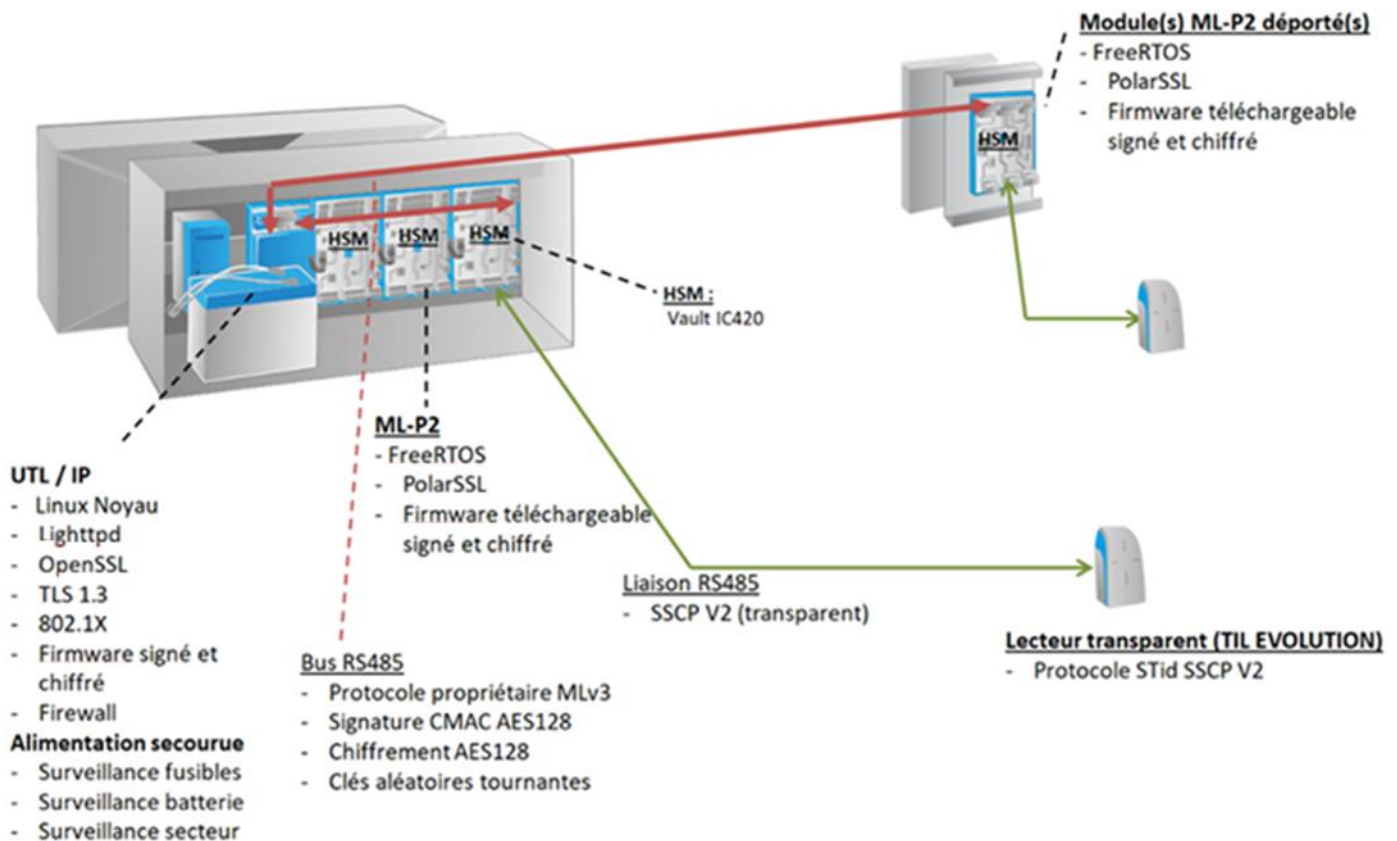 Module(s) ML-P2 déporté(s)
- FreeRTOS
- PolarSSL
- Firmware téléchargeable
signé et chiffré
HSM
HSM
HSM
HSM
HSM :
Vault IC420
ML-P2
- FreeRTOS
- PolarSSL
- Firmware téléchargeable
signé et chiffré
UTL / IP
- Linux Noyau
- Lighttpd
- OpenSSL
- TLS 1.3
- 802.1X
- Firmware signé et
chiffré
- Firewall
Alimentation secourue
- Surveillance fusibles
- Surveillance batterie
- Surveillance secteur
Bus RS485
- Protocole propriétaire MLv3
- Signature CMAC AES128
- Chiffrement AES128
- Clés aléatoires tournantes
Liaison RS485
- SSCP V2 (transparent)
Lecteur transparent (TIL EVOLUTION)
- Protocole STid SSCP V2